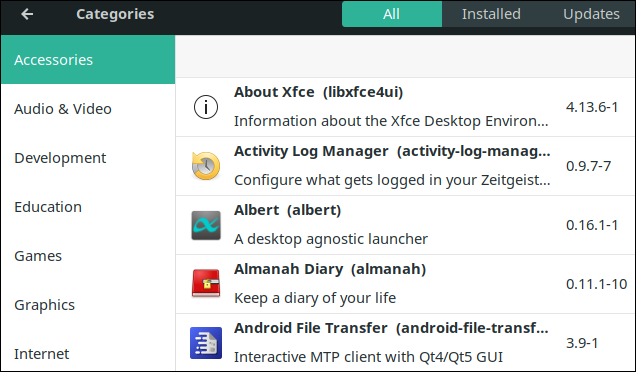 Categories All Installed Updates
Accessories
Audio & Video
Development
Education
Games
Graphics
Internet
About Xfce (libxfce4ui)
Information about the Xfce Desktop Environ...
4.13.6-1
Activity Log Manager (activity-log-manag...
Configure what gets logged in your Zeitgeist...
0.9.7-7
Albert (albert)
A desktop agnostic launcher
0.16.1-1
Almanah Diary (almanah)
Keep a diary of your life
0.11.1-10
Android File Transfer (android-file-transf...
Interactive MTP client with Qt4/Qt5 GUI
3.9-1